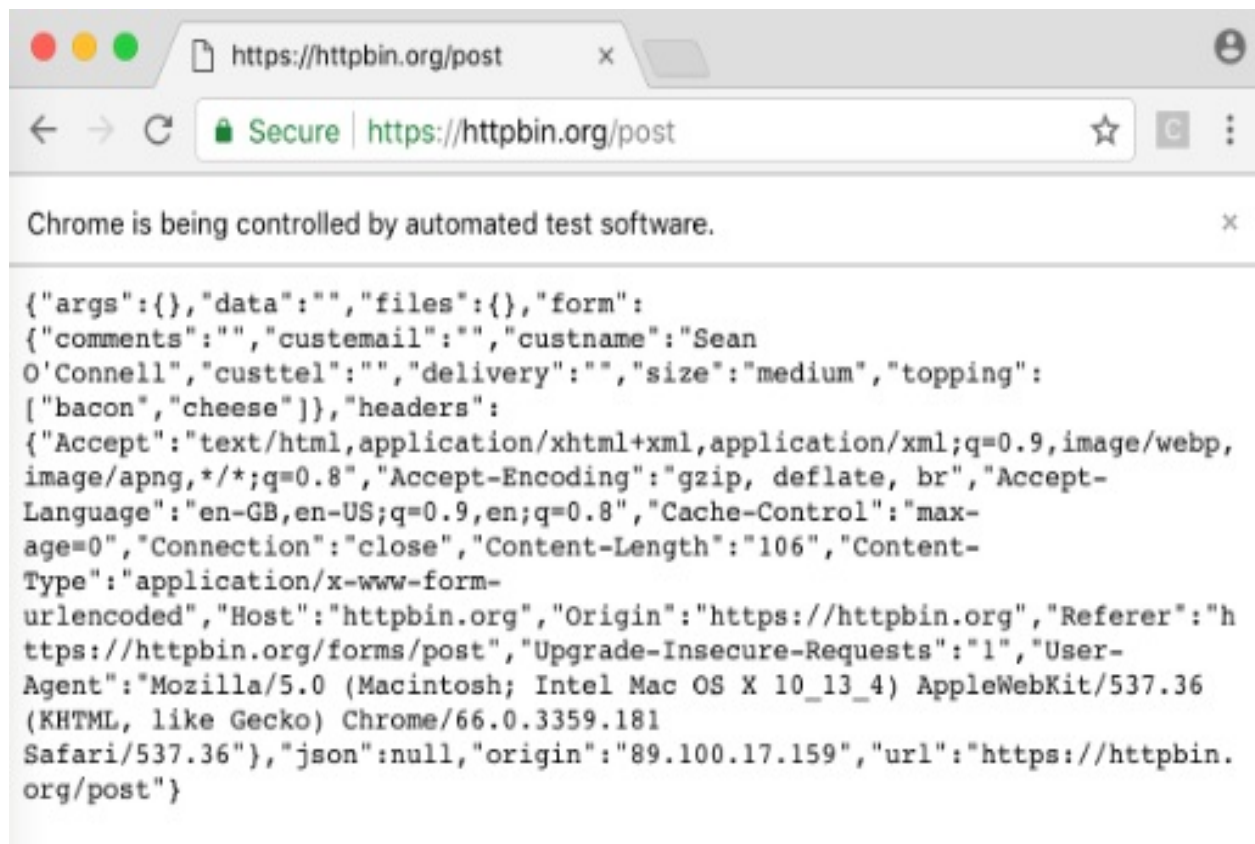 https://httpbin.org/post
Secure https://httpbin.org/post
C
Chrome is being controlled by automated test software.
{"args":{},"data":"","files":{},"form":
{"comments":"","custemail":"","custname":"Sean
O'Connell","custtel":"","delivery":"","size":"medium","topping":
["bacon","cheese"]},"headers":
{"Accept":"text/html,application/xhtml+xml,application/xml;q=0.9,image/webp,
image/apng,*/*;q=0.8","Accept-Encoding":"gzip, deflate, br","Accept-
Language":"en-GB,en-US;q=0.9,en;q=0.8","Cache-Control":"max-
age=0","Connection":"close","Content-Length":"106","Content-
Type":"application/x-www-form-
urlencoded","Host":"httpbin.org","Origin":"https://httpbin.org","Referer":"h
ttps://httpbin.org/forms/post","Upgrade-Insecure-Requests":"1","User-
Agent":"Mozilla/5.0 (Macintosh; Intel Mac OS X 10_13_4) AppleWebKit/537.36
(KHTML, like Gecko) Chrome/66.0.3359.181
Safari/537.36"},"json":null,"origin":"89.100.17.159","url":"https://httpbin.
org/post"}